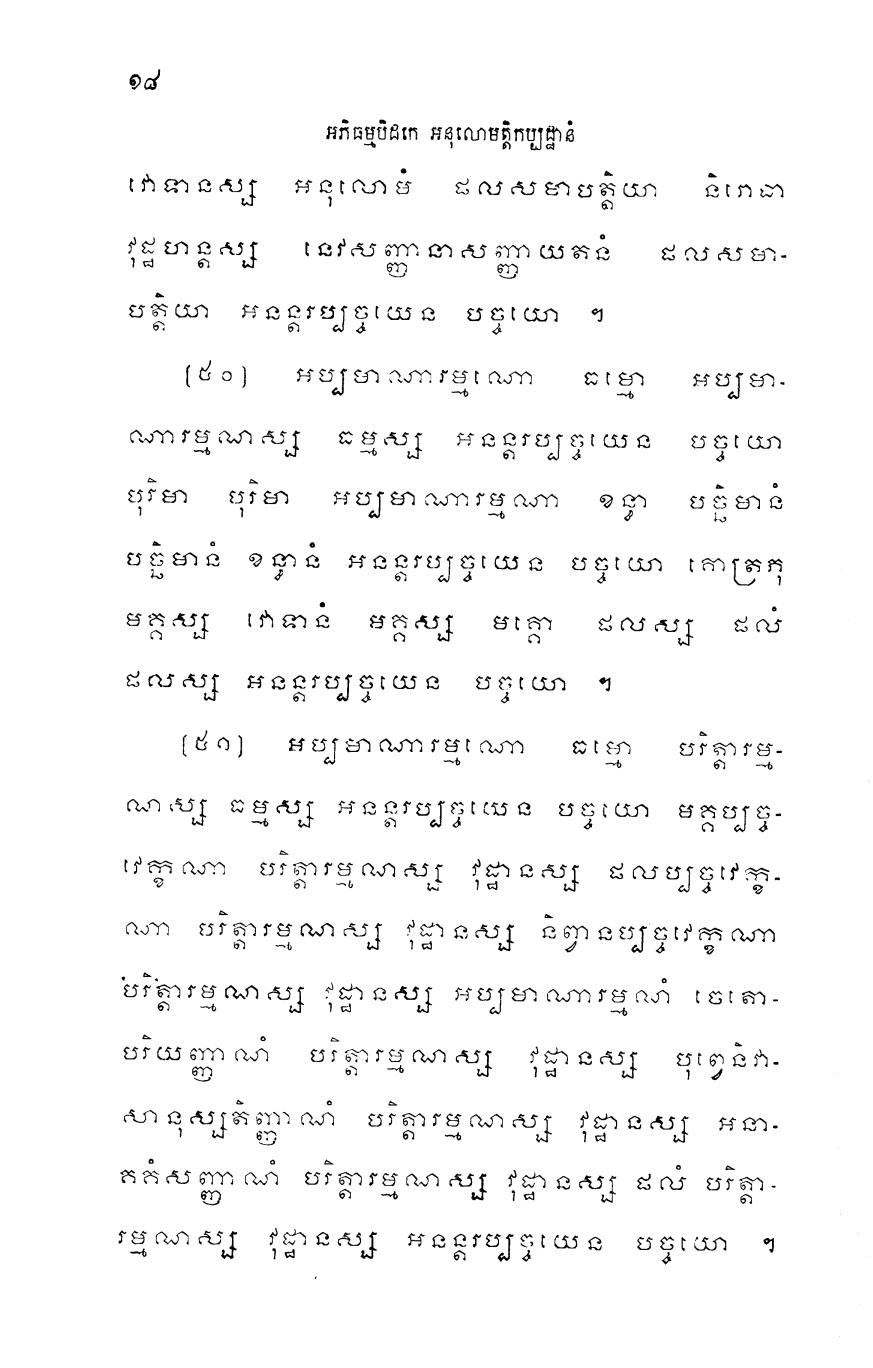 ១៨
អភិធម្មបិដកេ អនុលោមត្តិកប្បដ្ឋានំ
វោទានស្ស អនុលោមំ ផលសមាបត្តិយា និរោធា
វុដ្ឋហន្តស្ស នេវសញ្ញានាសញ្ញាយតនំ ផលសមា-
បត្តិយា អនន្តរប្បច្ចយេន បច្ចយោ ។
(៥០) អប្បមាណារម្មណោ ធម្មោ អប្បមា-
ណារម្មណស្ស ធម្មស្ស អនន្តរប្បច្ចយេន បច្ចយោ
បុរិមា បុរិមា អប្បមាណារម្មណា ខន្ធា បច្ឆិមានំ
បច្ឆិមានំ ខន្ធានំ អនន្តរប្បច្ចយេន បច្ចយោ គោត្រភុ
មគ្គស្ស វោទានំ មគ្គស្ស មគ្គោ ផលស្ស ផលំ
ផលស្ស អនន្តរប្បច្ចយេន បច្ចយោ ។
(៥១) អប្បមាណារម្មណោ ធម្មោ បរិត្តារម្ម-
ណស្ស ធម្មស្ស អនន្តរប្បច្ចយេន បច្ចយោ មគ្គប្បច្ច-
វេក្ខណា បរិត្តារម្មណស្ស វុដ្ឋានស្ស ផលប្បច្ចវេក្ខ-
ណា បរិត្តារម្មណស្ស វុដ្ឋានស្ស និព្វានប្បច្ចវេក្ខណា
បរិត្តារម្មណស្ស វុដ្ឋានស្ស អប្បមាណារម្មណំ ចេតោ-
បរិយញ្ញាណំ បរិត្តារម្មណស្ស វុដ្ឋានស្ស បុព្វេនិវា-
សានុស្សតិញ្ញាណំ បរិត្តារម្មណស្ស វុដ្ឋានស្ស អនា-
គតំសញ្ញាណំ បរិត្តារម្មណស្ស វុដ្ឋានស្ស ផលំ បរិត្តា-
រម្មណស្ស វុដ្ឋានស្ស អនន្តរប្បច្ចយេន បច្ចយោ ។